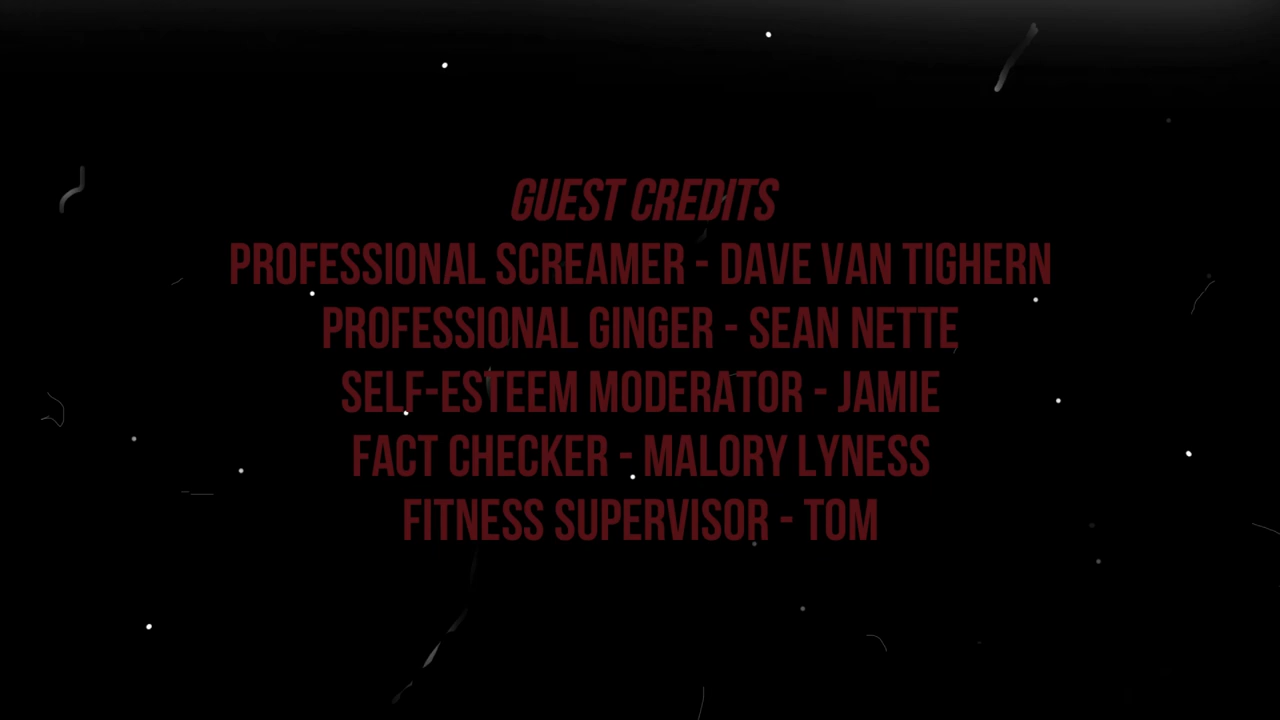 GUEST CREDITS
PROFESSIONAL SCREAMER - DAVE VAN TIGHERN
PROFESSIONAL GINGER - SEAN NETTE
SELF-ESTEEM MODERATOR - JAMIE
FACT CHECKER - MALORY LYNESS
FITNESS SUPERVISOR - TOM